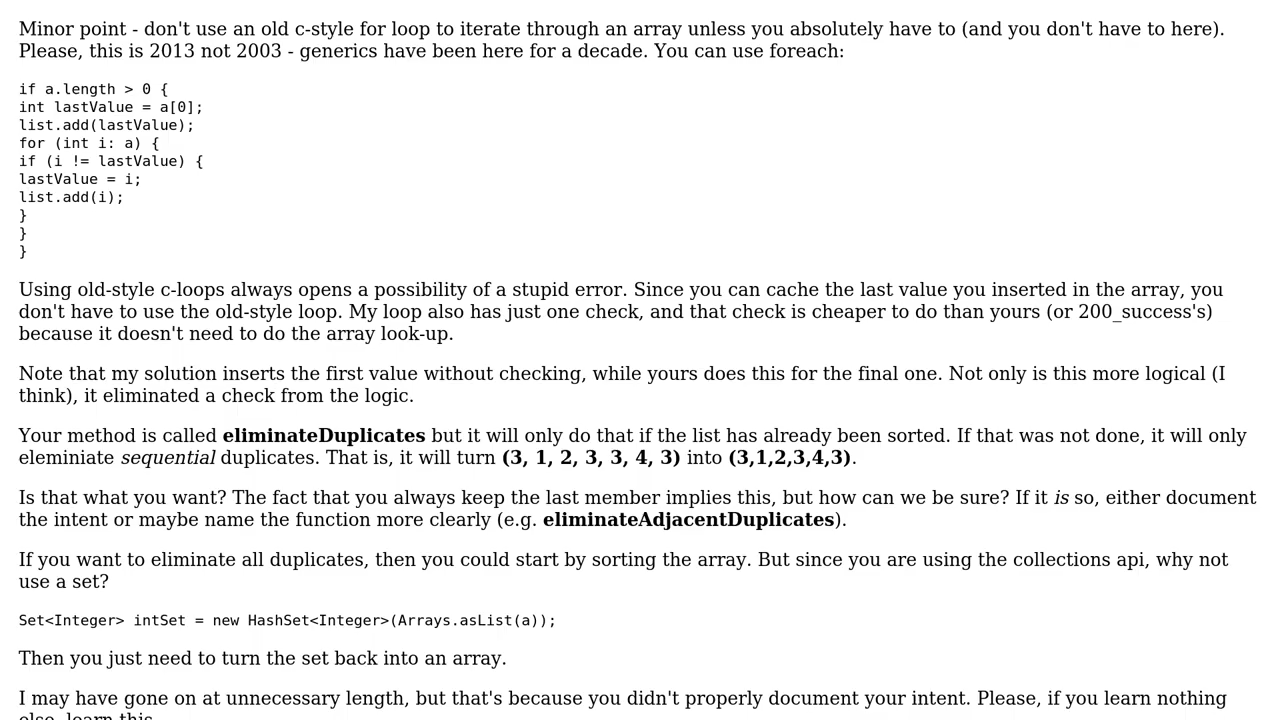 Minor point - don't use an old c-style for loop to iterate through an array unless you absolutely have to (and you don't have to here).
Please, this is 2013 not 2003 - generics have been here for a decade. You can use foreach:
if a.length > 0 {
int lastValue = a[0];
list.add(lastValue);
for (int i: a) {
if (i != lastValue) {
lastValue = i;
list.add(i);
}
}
}
Using old-style c-loops always opens a possibility of a stupid error. Since you can cache the last value you inserted in the array, you
don't have to use the old-style loop. My loop also has just one check, and that check is cheaper to do than yours (or 200_success's)
because it doesn't need to do the array look-up.
Note that my solution inserts the first value without checking, while yours does this for the final one. Not only is this more logical (I
think), it eliminated a check from the logic.
Your method is called eliminateDuplicates but it will only do that if the list has already been sorted. If that was not done, it will only
eleminiate sequential duplicates. That is, it will turn (3, 1, 2, 3, 3, 4, 3) into (3,1,2,3,4,3).
Is that what you want? The fact that you always keep the last member implies this, but how can we be sure? If it is so, either document
the intent or maybe name the function more clearly (e.g. eliminateAdjacentDuplicates).
If you want to eliminate all duplicates, then you could start by sorting the array. But since you are using the collections api, why not
use a set?
Set<Integer> intSet = new HashSet<Integer>(Arrays.asList(a));
Then you just need to turn the set back into an array.
I may have gone on at unnecessary length, but that's because you didn't properly document your intent. Please, if you learn nothing
else, learn this